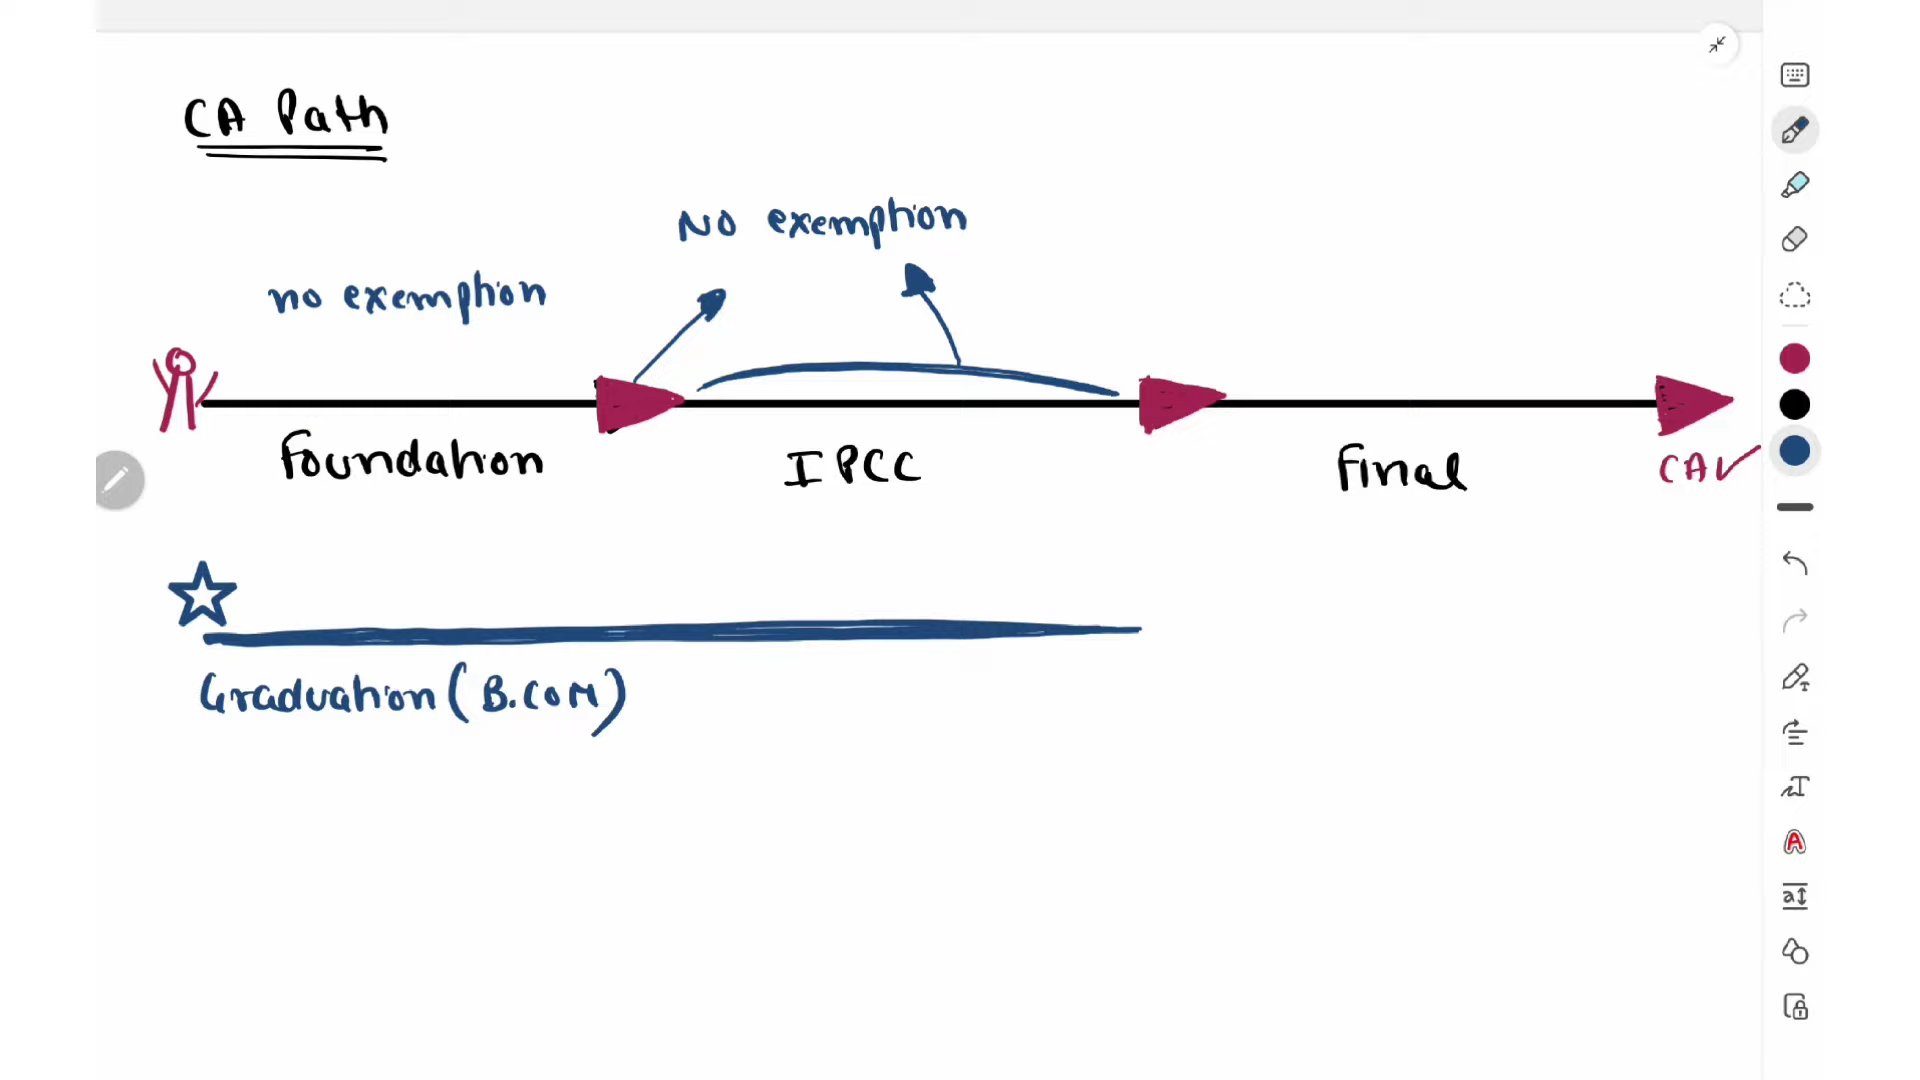 CA Path
No exemption
no exemption
Foundation
IPCC
Final
CA
Graduation (B.COM)